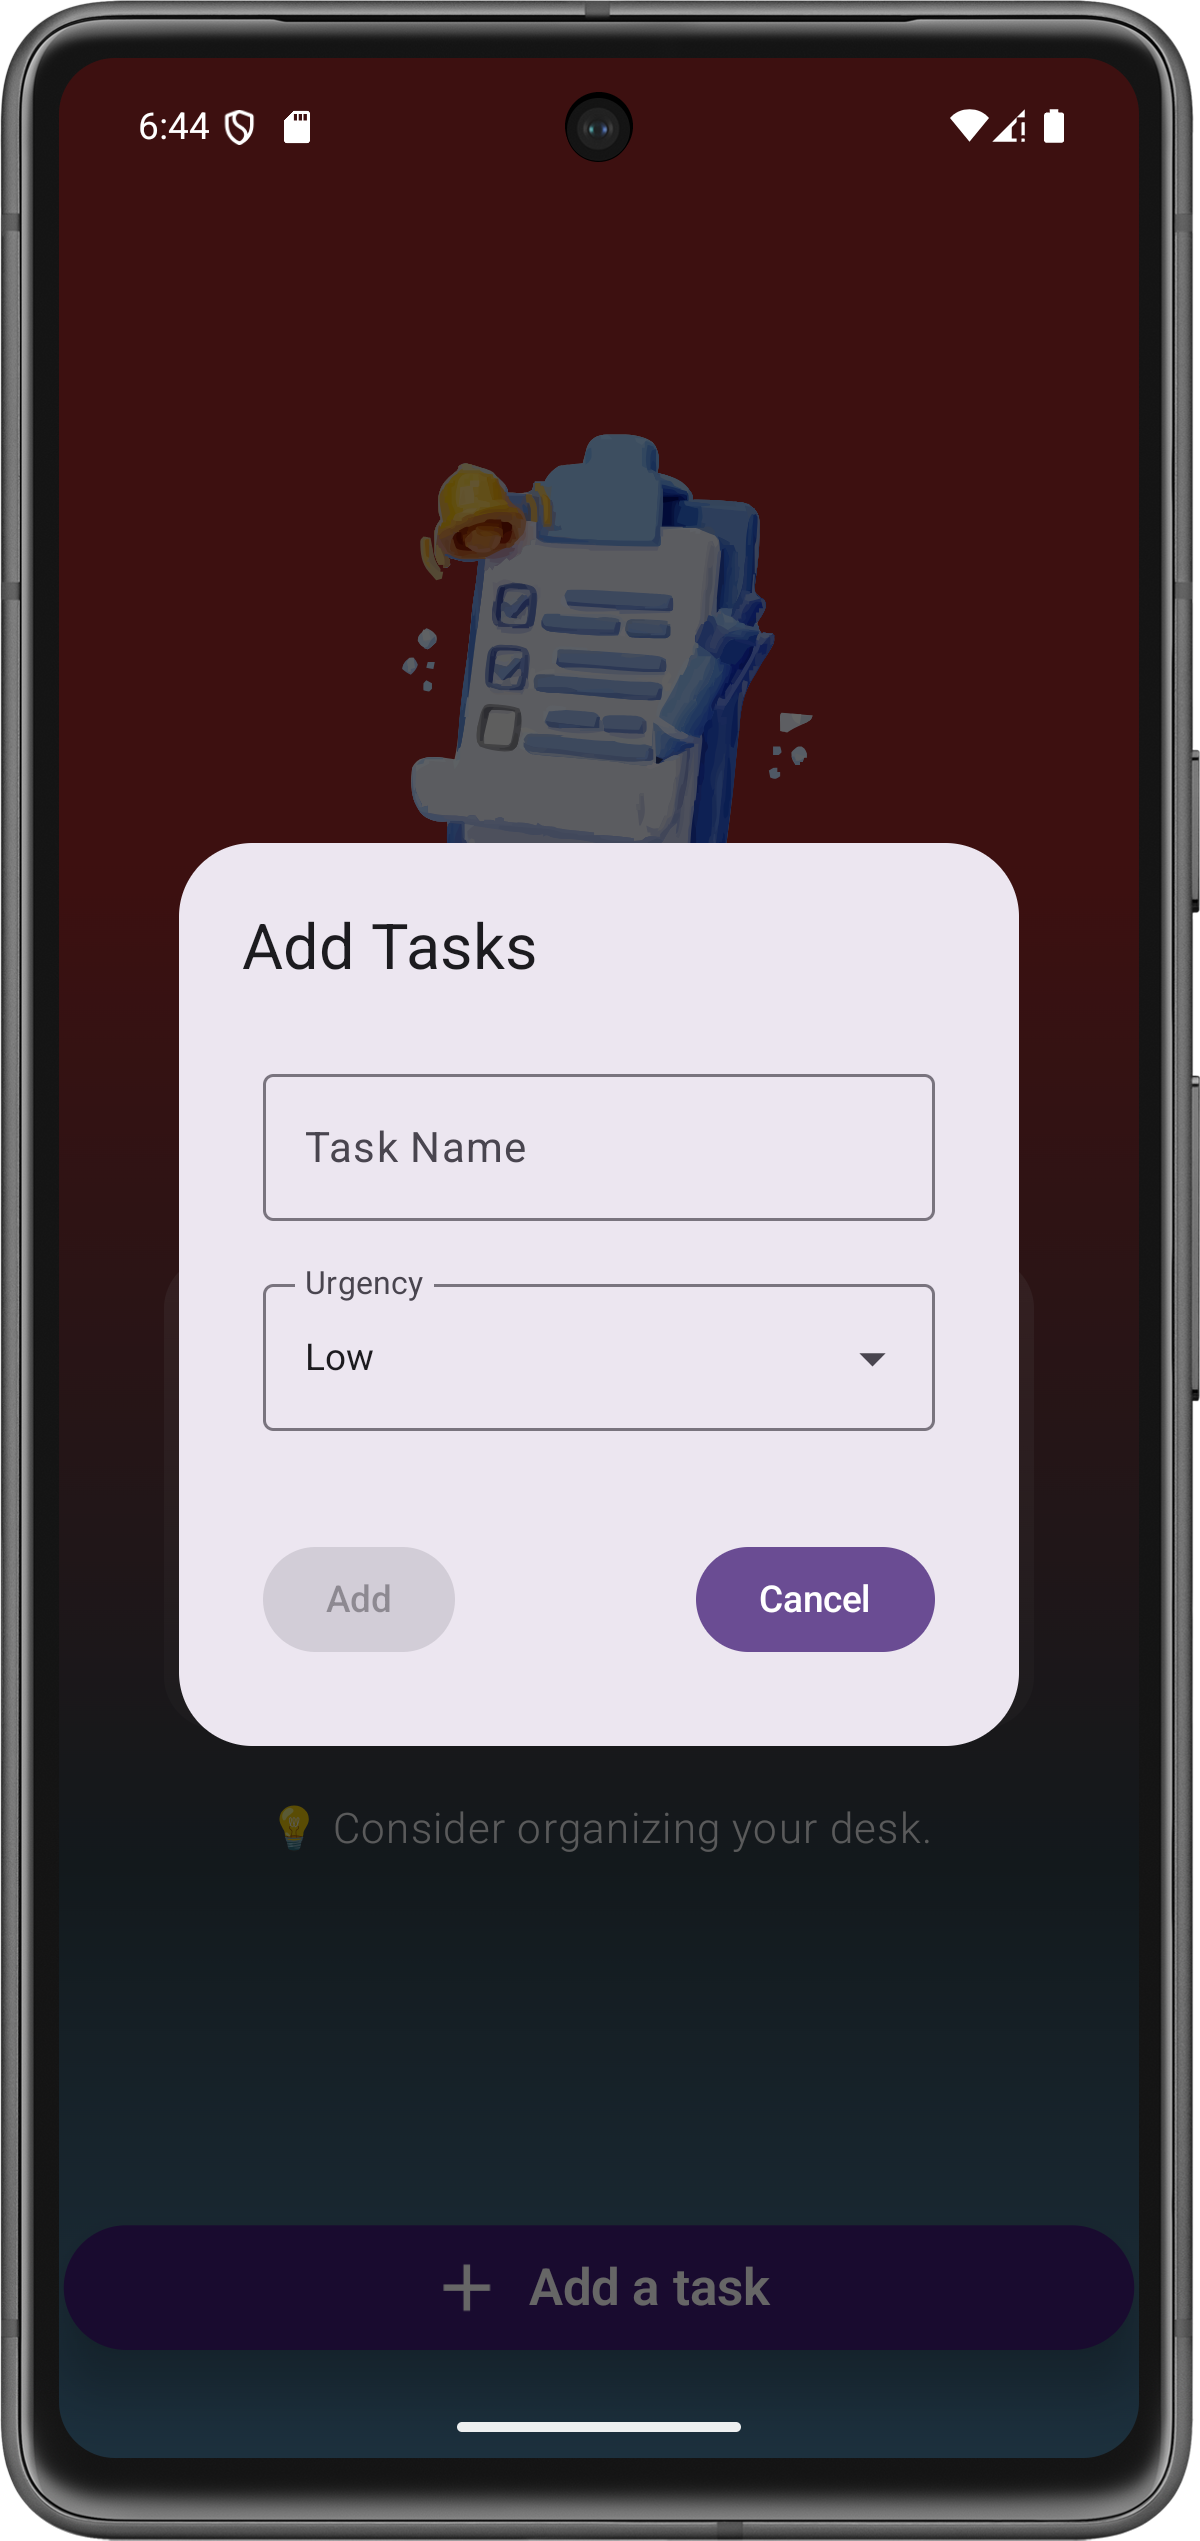 6:44
Add Tasks
Task Name
Urgency
Low
Add
Cancel
💡 Consider organizing your desk.
+ Add a task